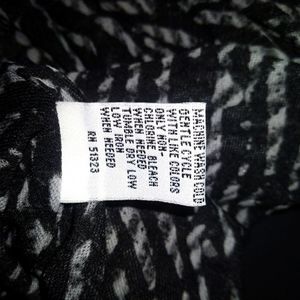 MACHINE WASH COLD
GENTLE CYCLE
WITH LIKE COLORS
ONLY NON-
CHLORINE BLEACH
WHEN NEEDED
TUMBLE DRY LOW
LOW IRON
WHEN NEEDED
RN 51323